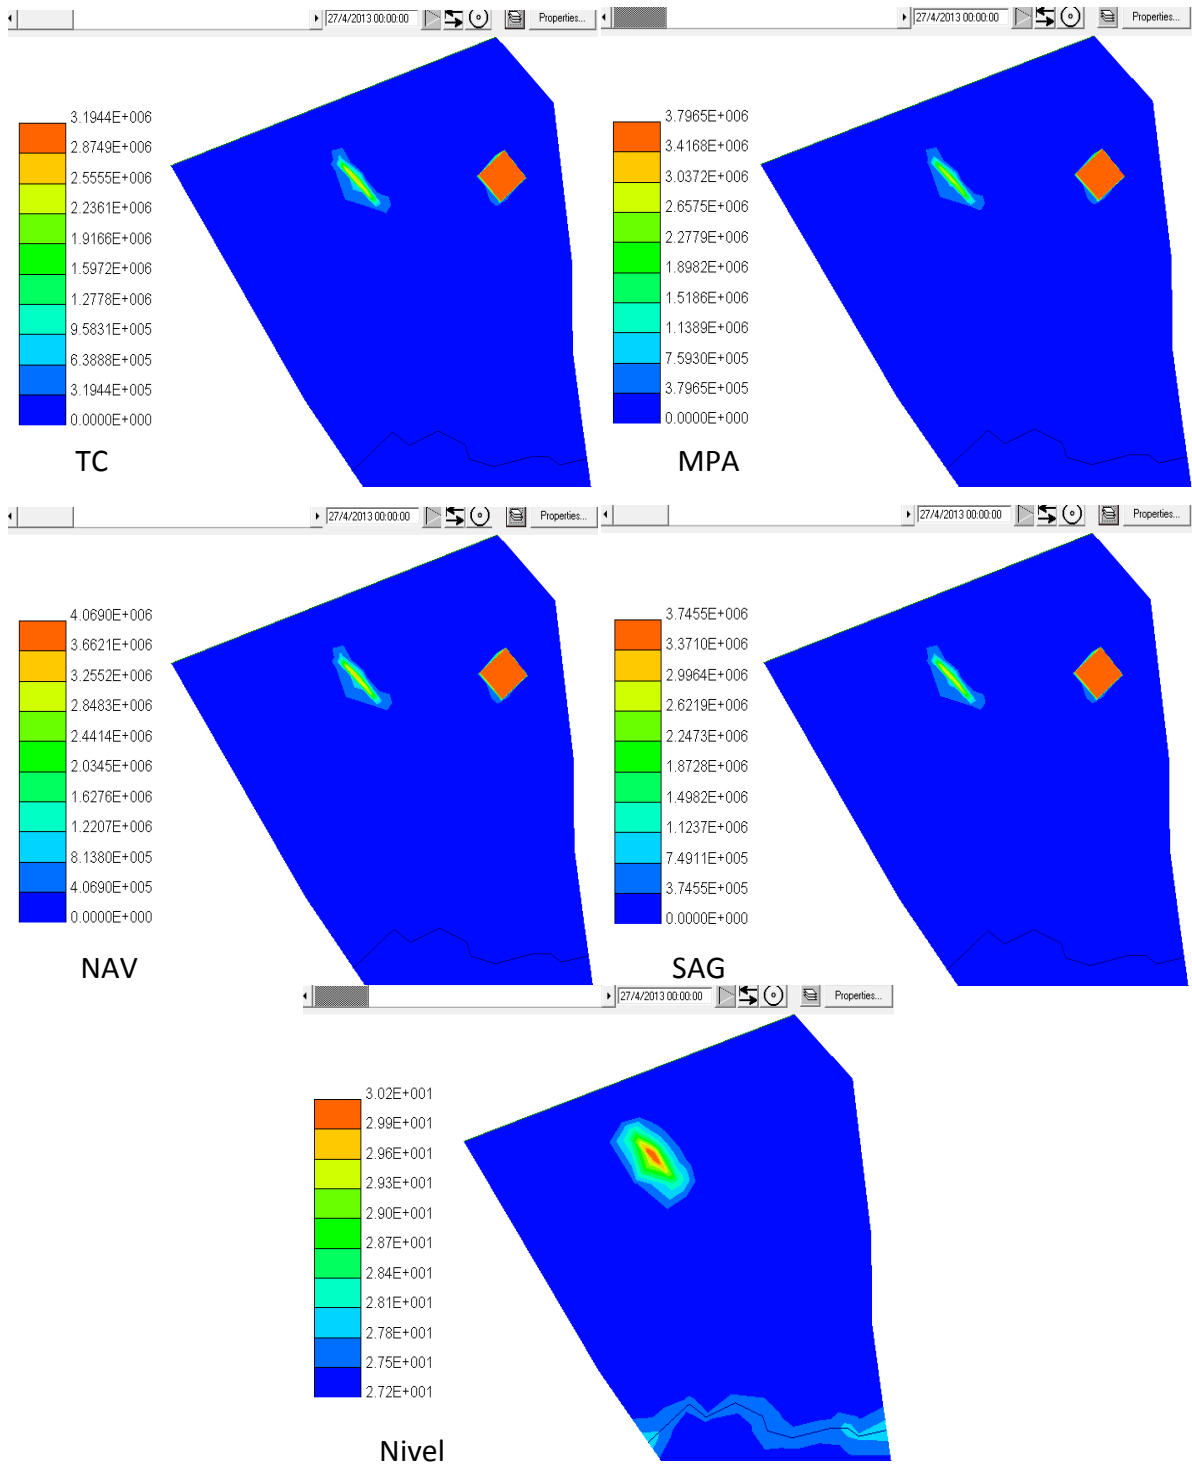 27/4/2013 00:00:00 Properties...
3.1944E+006
2.8749E+006
2.5555E+006
2.2361E+006
1.9166E+006
1.5972E+006
1.2778E+006
9.5831E+005
6.3888E+005
3.1944E+005
0.0000E+000
TC
27/4/2013 00:00:00 Properties...
3.7965E+006
3.4168E+006
3.0372E+006
2.6575E+006
2.2779E+006
1.8982E+006
1.5186E+006
1.1389E+006
7.5930E+005
3.7965E+005
0.0000E+000
MPA
27/4/2013 00:00:00 Properties...
4.0690E+006
3.6621E+006
3.2552E+006
2.8483E+006
2.4414E+006
2.0345E+006
1.6276E+006
1.2207E+006
8.1380E+005
4.0690E+005
0.0000E+000
NAV
27/4/2013 00:00:00 Properties...
3.7455E+006
3.3710E+006
2.9964E+006
2.6219E+006
2.2473E+006
1.8728E+006
1.4982E+006
1.1237E+006
7.4911E+005
3.7455E+005
0.0000E+000
SAG
27/4/2013 00:00:00 Properties...
3.02E+001
2.99E+001
2.96E+001
2.93E+001
2.90E+001
2.87E+001
2.84E+001
2.81E+001
2.78E+001
2.75E+001
2.72E+001
Nivel